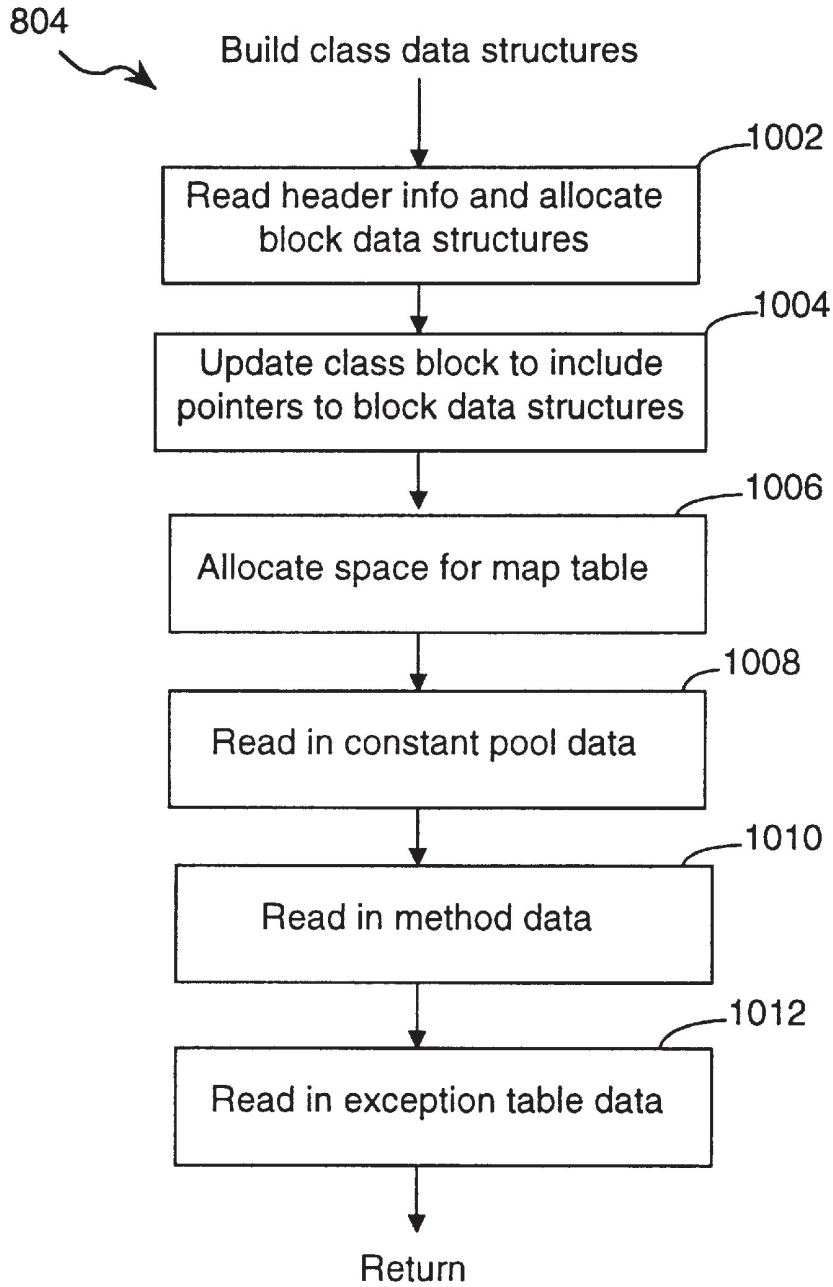 804
Build class data structures
1002
Read header info and allocate
block data structures
1004
Update class block to include
pointers to block data structures
1006
Allocate space for map table
1008
Read in constant pool data
1010
Read in method data
1012
Read in exception table data
Return